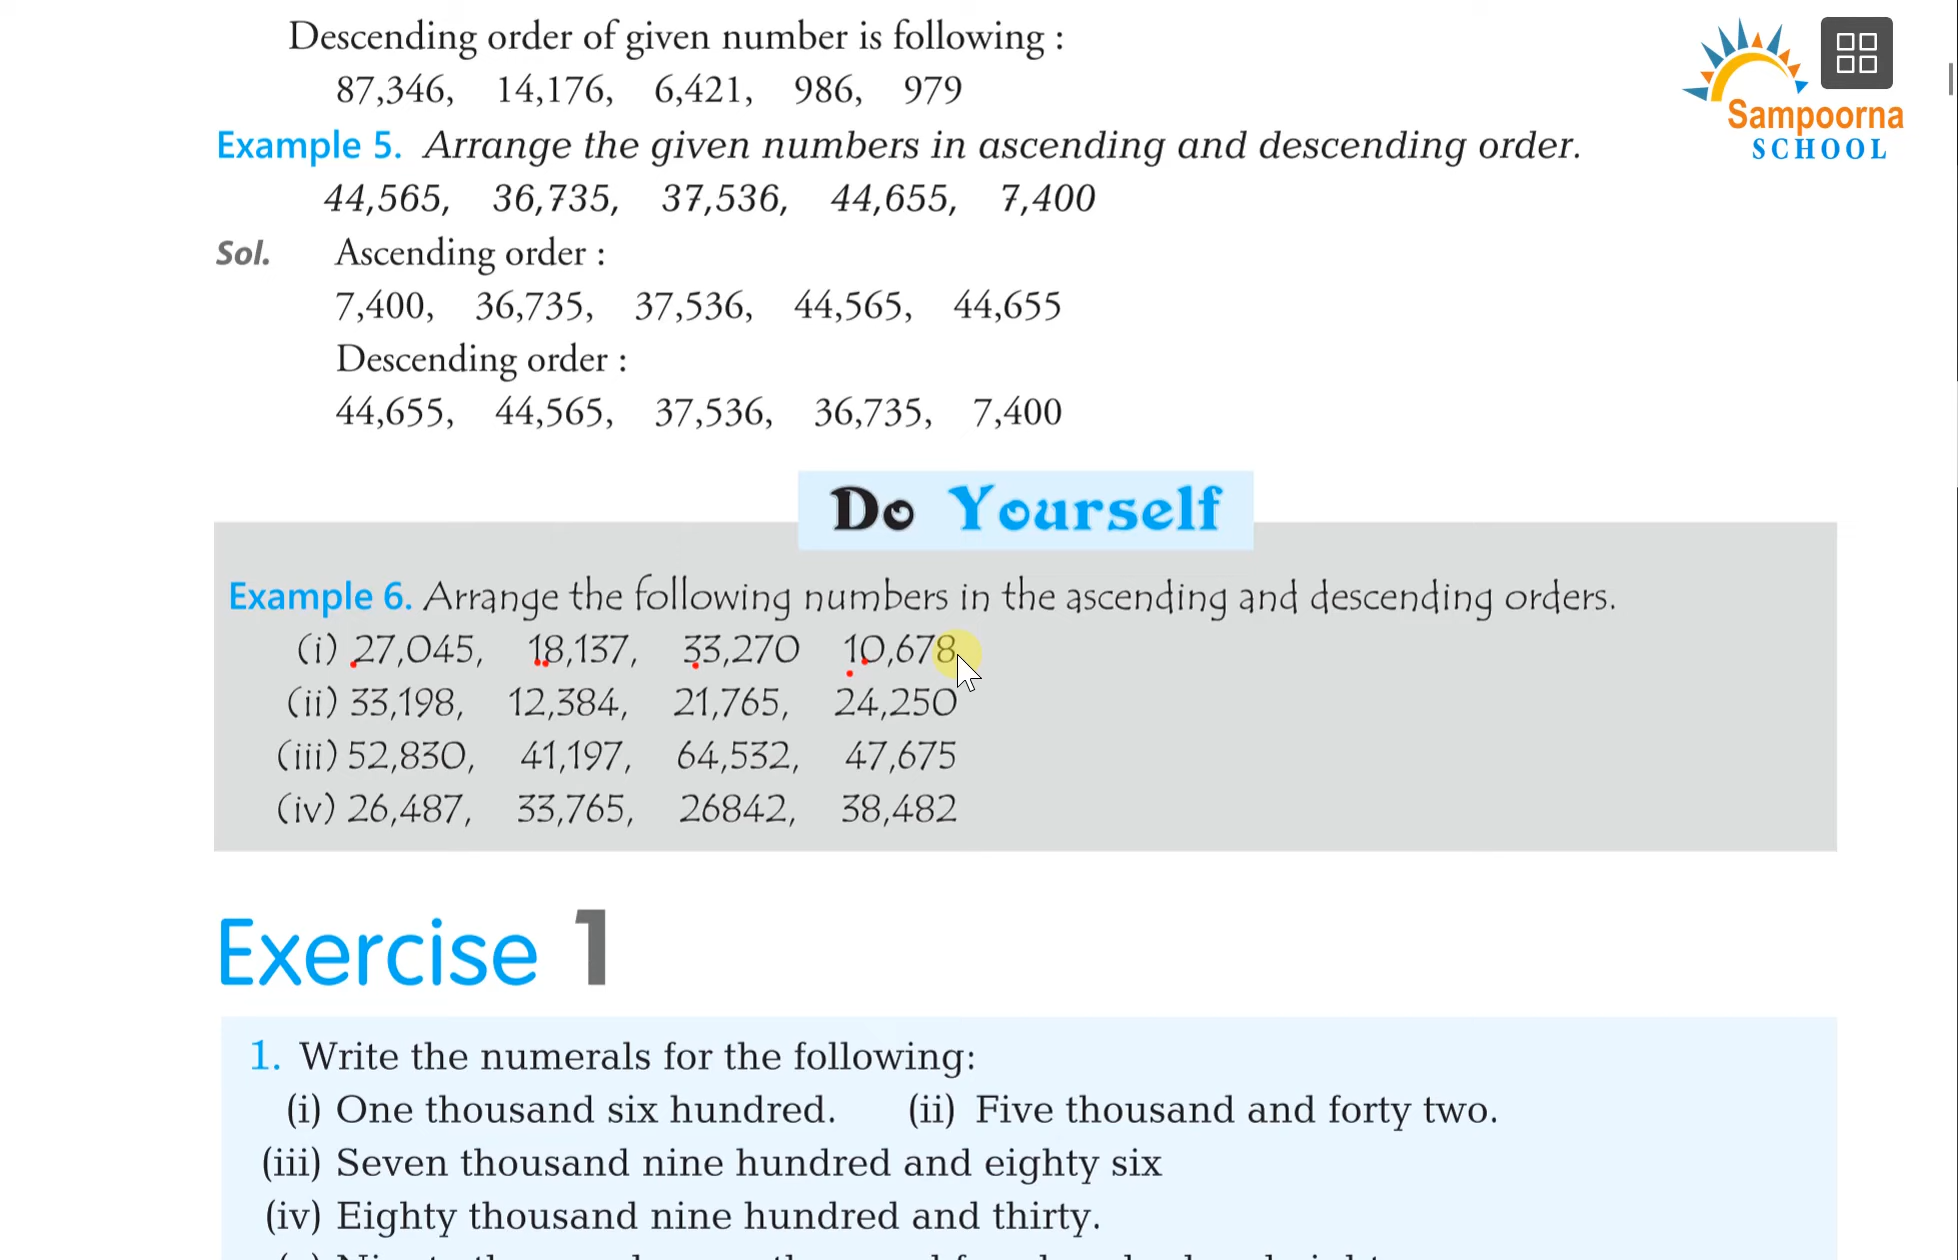 Descending order of given number is following :
87,346, 14,176, 6,421, 986, 979
Sampoorna
SCHOOL
Example 5. Arrange the given numbers in ascending and descending order.
44,565, 36,735, 37,536, 44,655, 7,400
Sol. Ascending order :
7,400, 36,735, 37,536, 44,565, 44,655
Descending order :
44,655, 44,565, 37,536, 36,735, 7,400
Do Yourself
Example 6. Arrange the following numbers in the ascending and descending orders.
(i) 27,045, 18,137, 33,270 10,678
(ii) 33,198, 12,384, 21,765, 24,250
(iii) 52,830, 41,197, 64,532, 47,675
(iv) 26,487, 33,765, 26842, 38,482
Exercise 1
1. Write the numerals for the following:
(i) One thousand six hundred. (ii) Five thousand and forty two.
(iii) Seven thousand nine hundred and eighty six
(iv) Eighty thousand nine hundred and thirty.